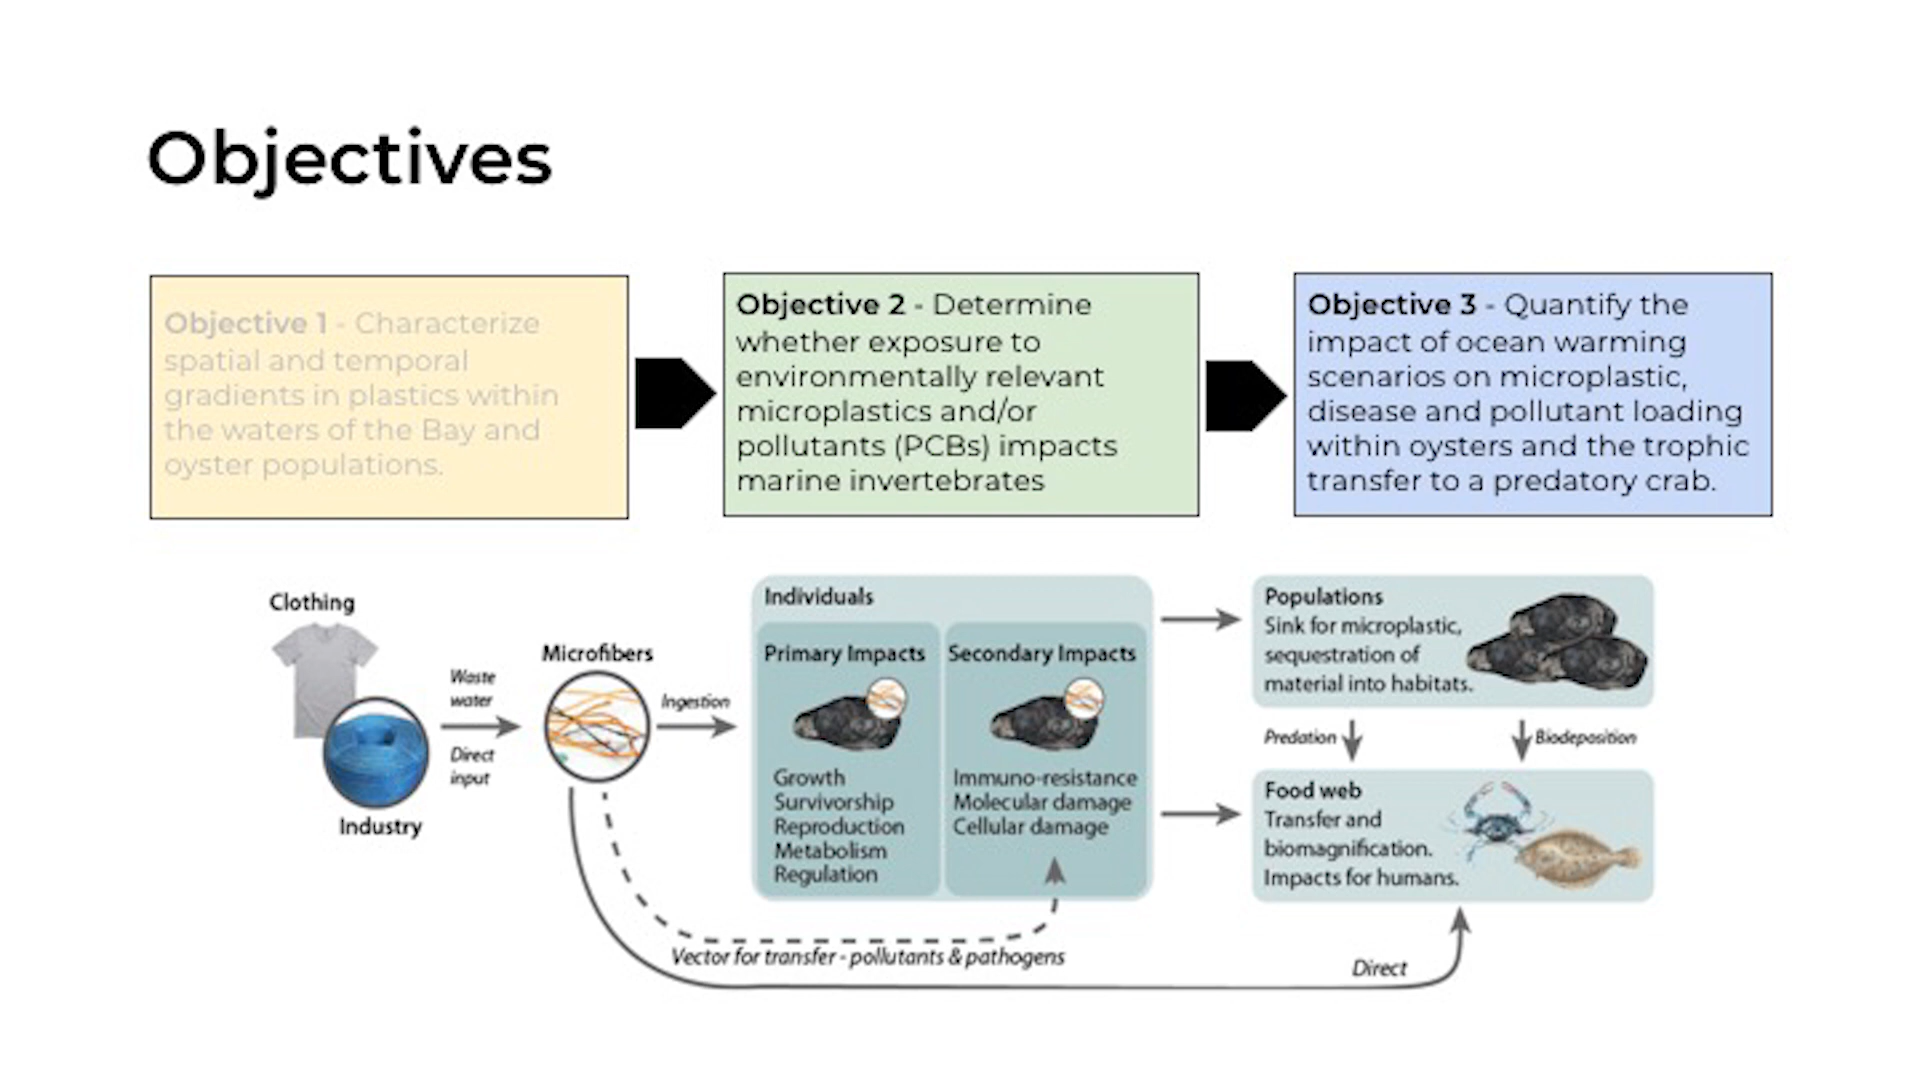 Objectives
Objective 1 - Characterize
spatial and temporal
gradients in plastics within
the waters of the Bay and
oyster populations.
Objective 2 - Determine
whether exposure to
environmentally relevant
microplastics and/or
pollutants (PCBs) impacts
marine invertebrates
Objective 3 - Quantify the
impact of ocean warming
scenarios on microplastic,
disease and pollutant loading
within oysters and the trophic
transfer to a predatory crab.
Clothing
Industry
Waste
water
Direct
input
Microfibers
Ingestion
Individuals
Primary Impacts
Growth
Survivorship
Reproduction
Metabolism
Regulation
Secondary Impacts
Immuno-resistance
Molecular damage
Cellular damage
Vector for transfer - pollutants & pathogens
Populations
Sink for microplastic,
sequestration of
material into habitats.
Predation
Biodeposition
Food web
Transfer and
biomagnification.
Impacts for humans.
Direct